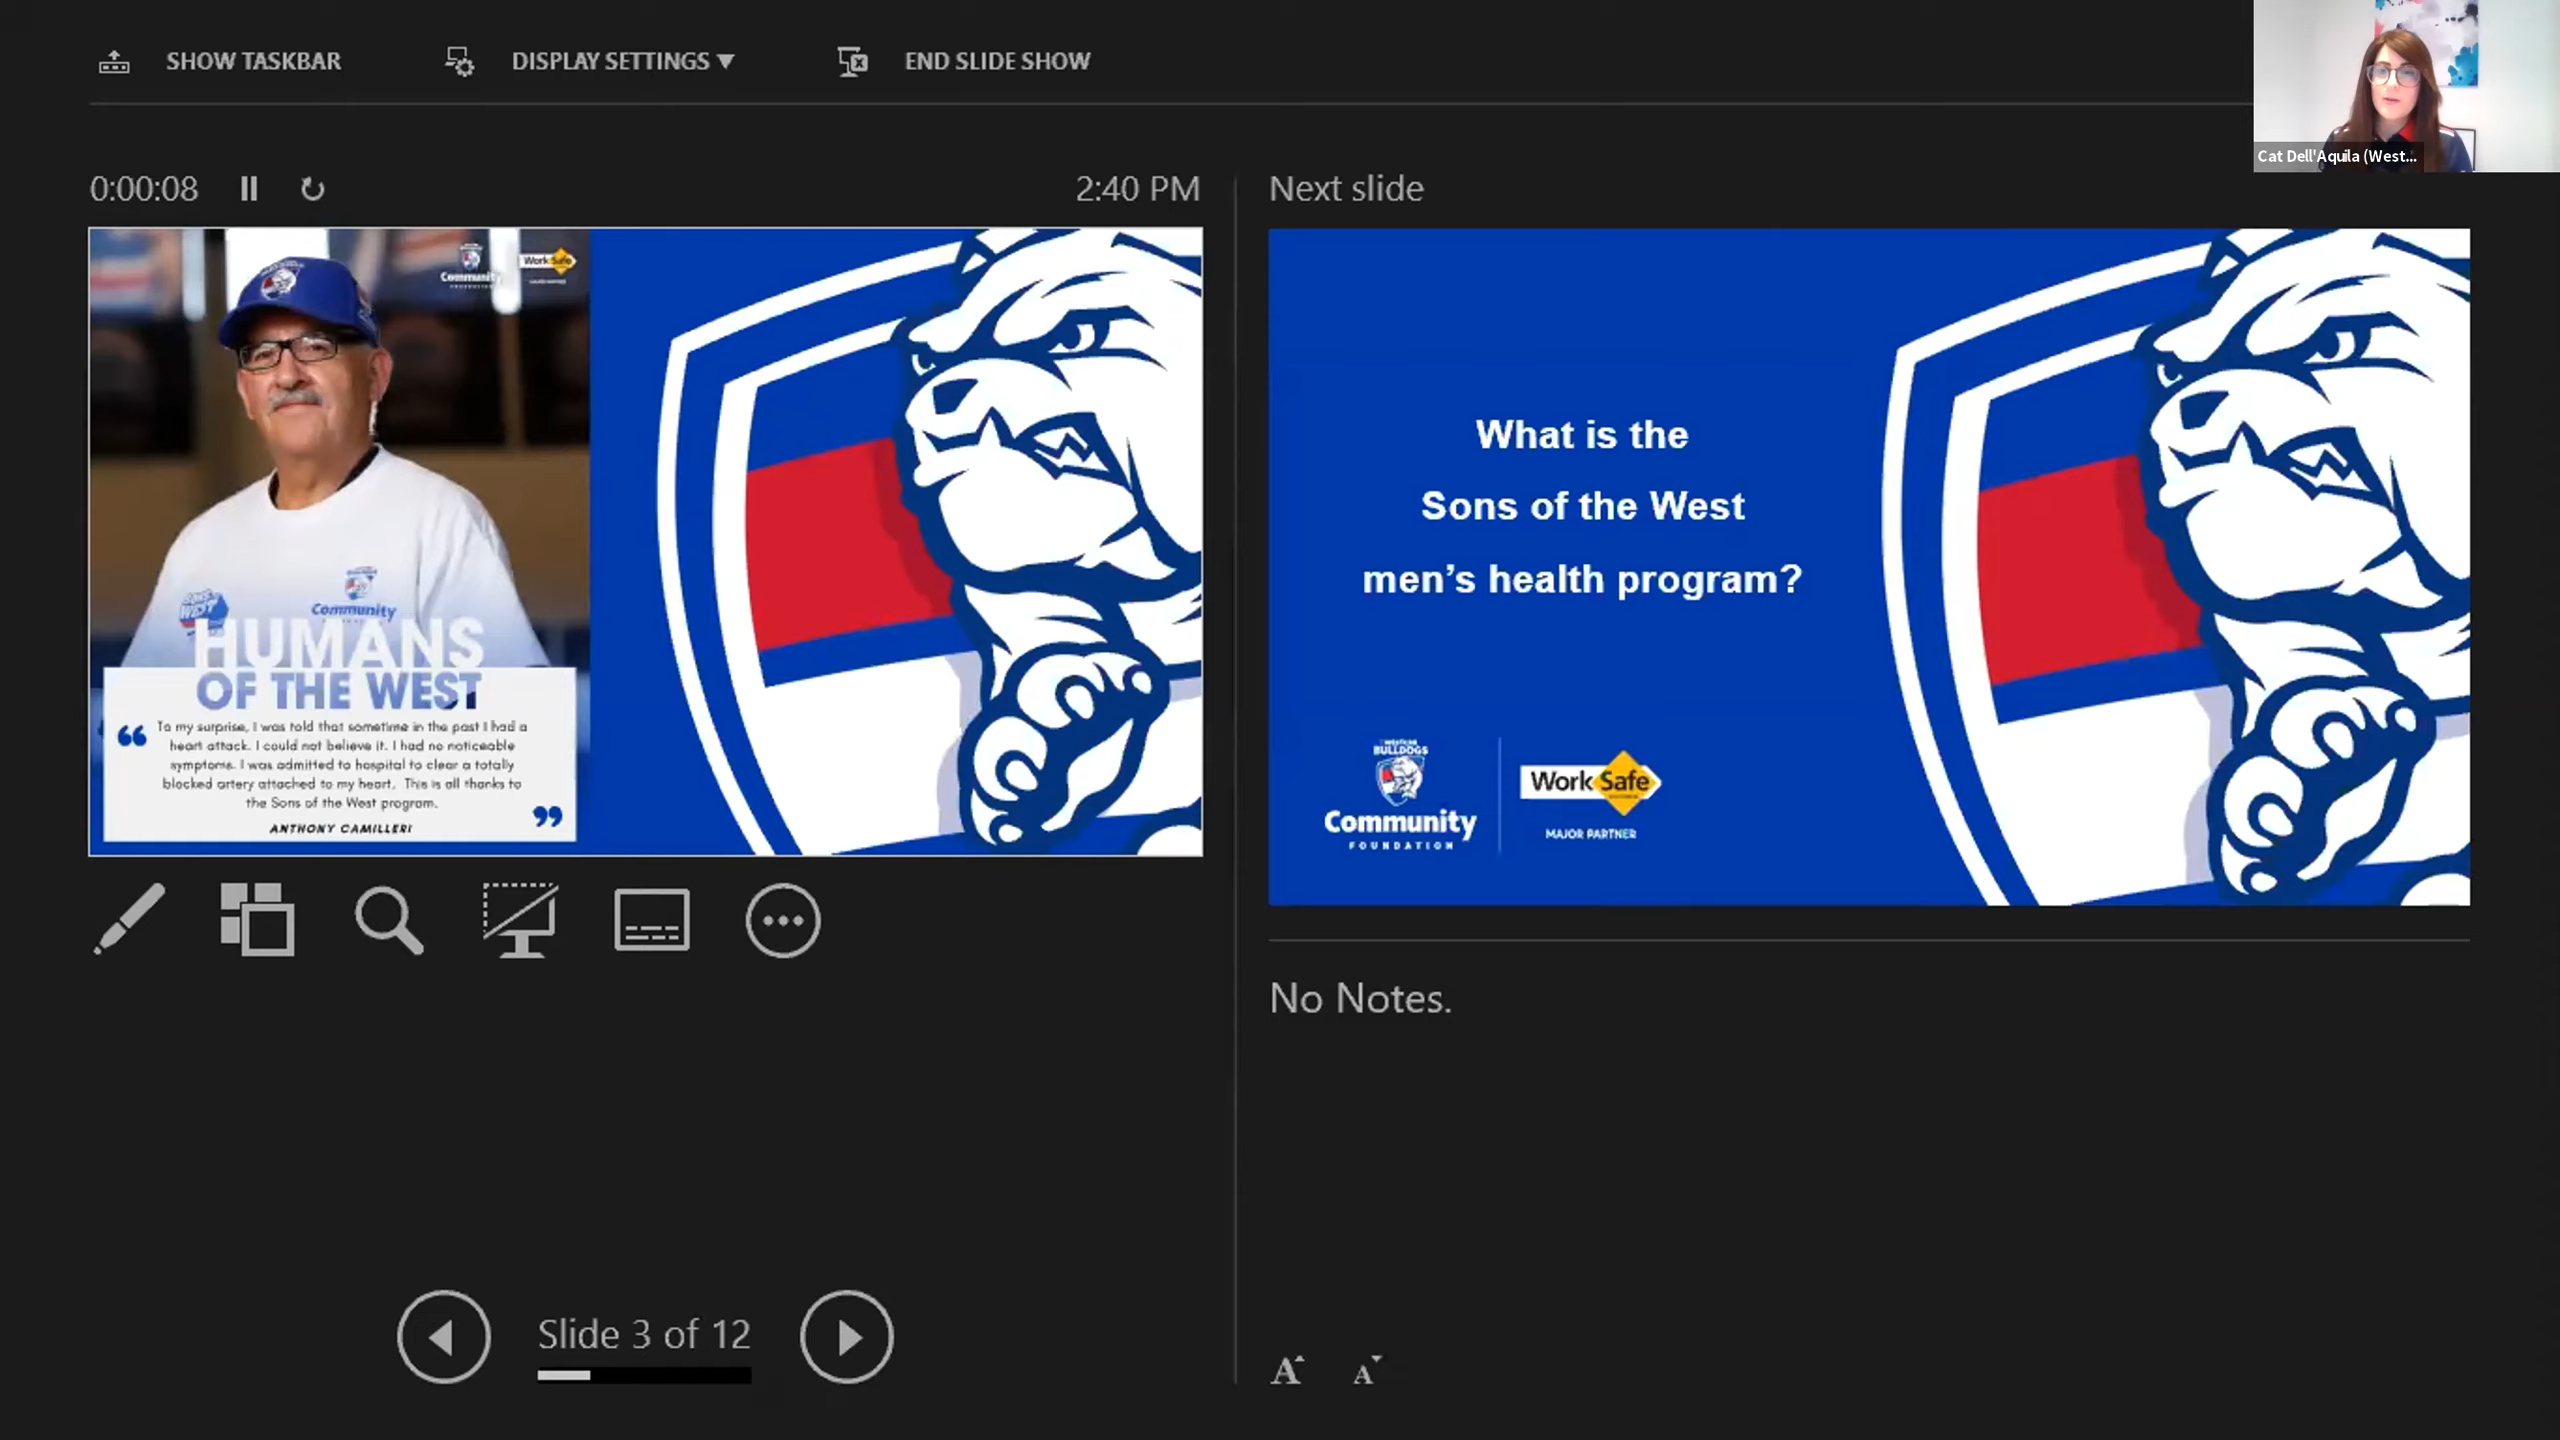 SHOW TASKBAR
DISPLAY SETTINGS
END SLIDE SHOW
Cat Dell'Aquila (West...
0:00:08
2:40 PM
Next slide
Community
WorkSafe
Community
HUMANS
OF THE WEST
“ To my surprise, I was told that sometime in the past I had a
heart attack. I could not believe it. I had no noticeable
symptoms. I was admitted to hospital to clear a totally
blocked artery attached to my heart. This is all thanks to
the Sons of the West program. ”
ANTHONY CAMILLERI
What is the
Sons of the West
men’s health program?
BULLDOGS
Community
FOUNDATION
WorkSafe
MAJOR PARTNER
No Notes.
Slide 3 of 12
A A